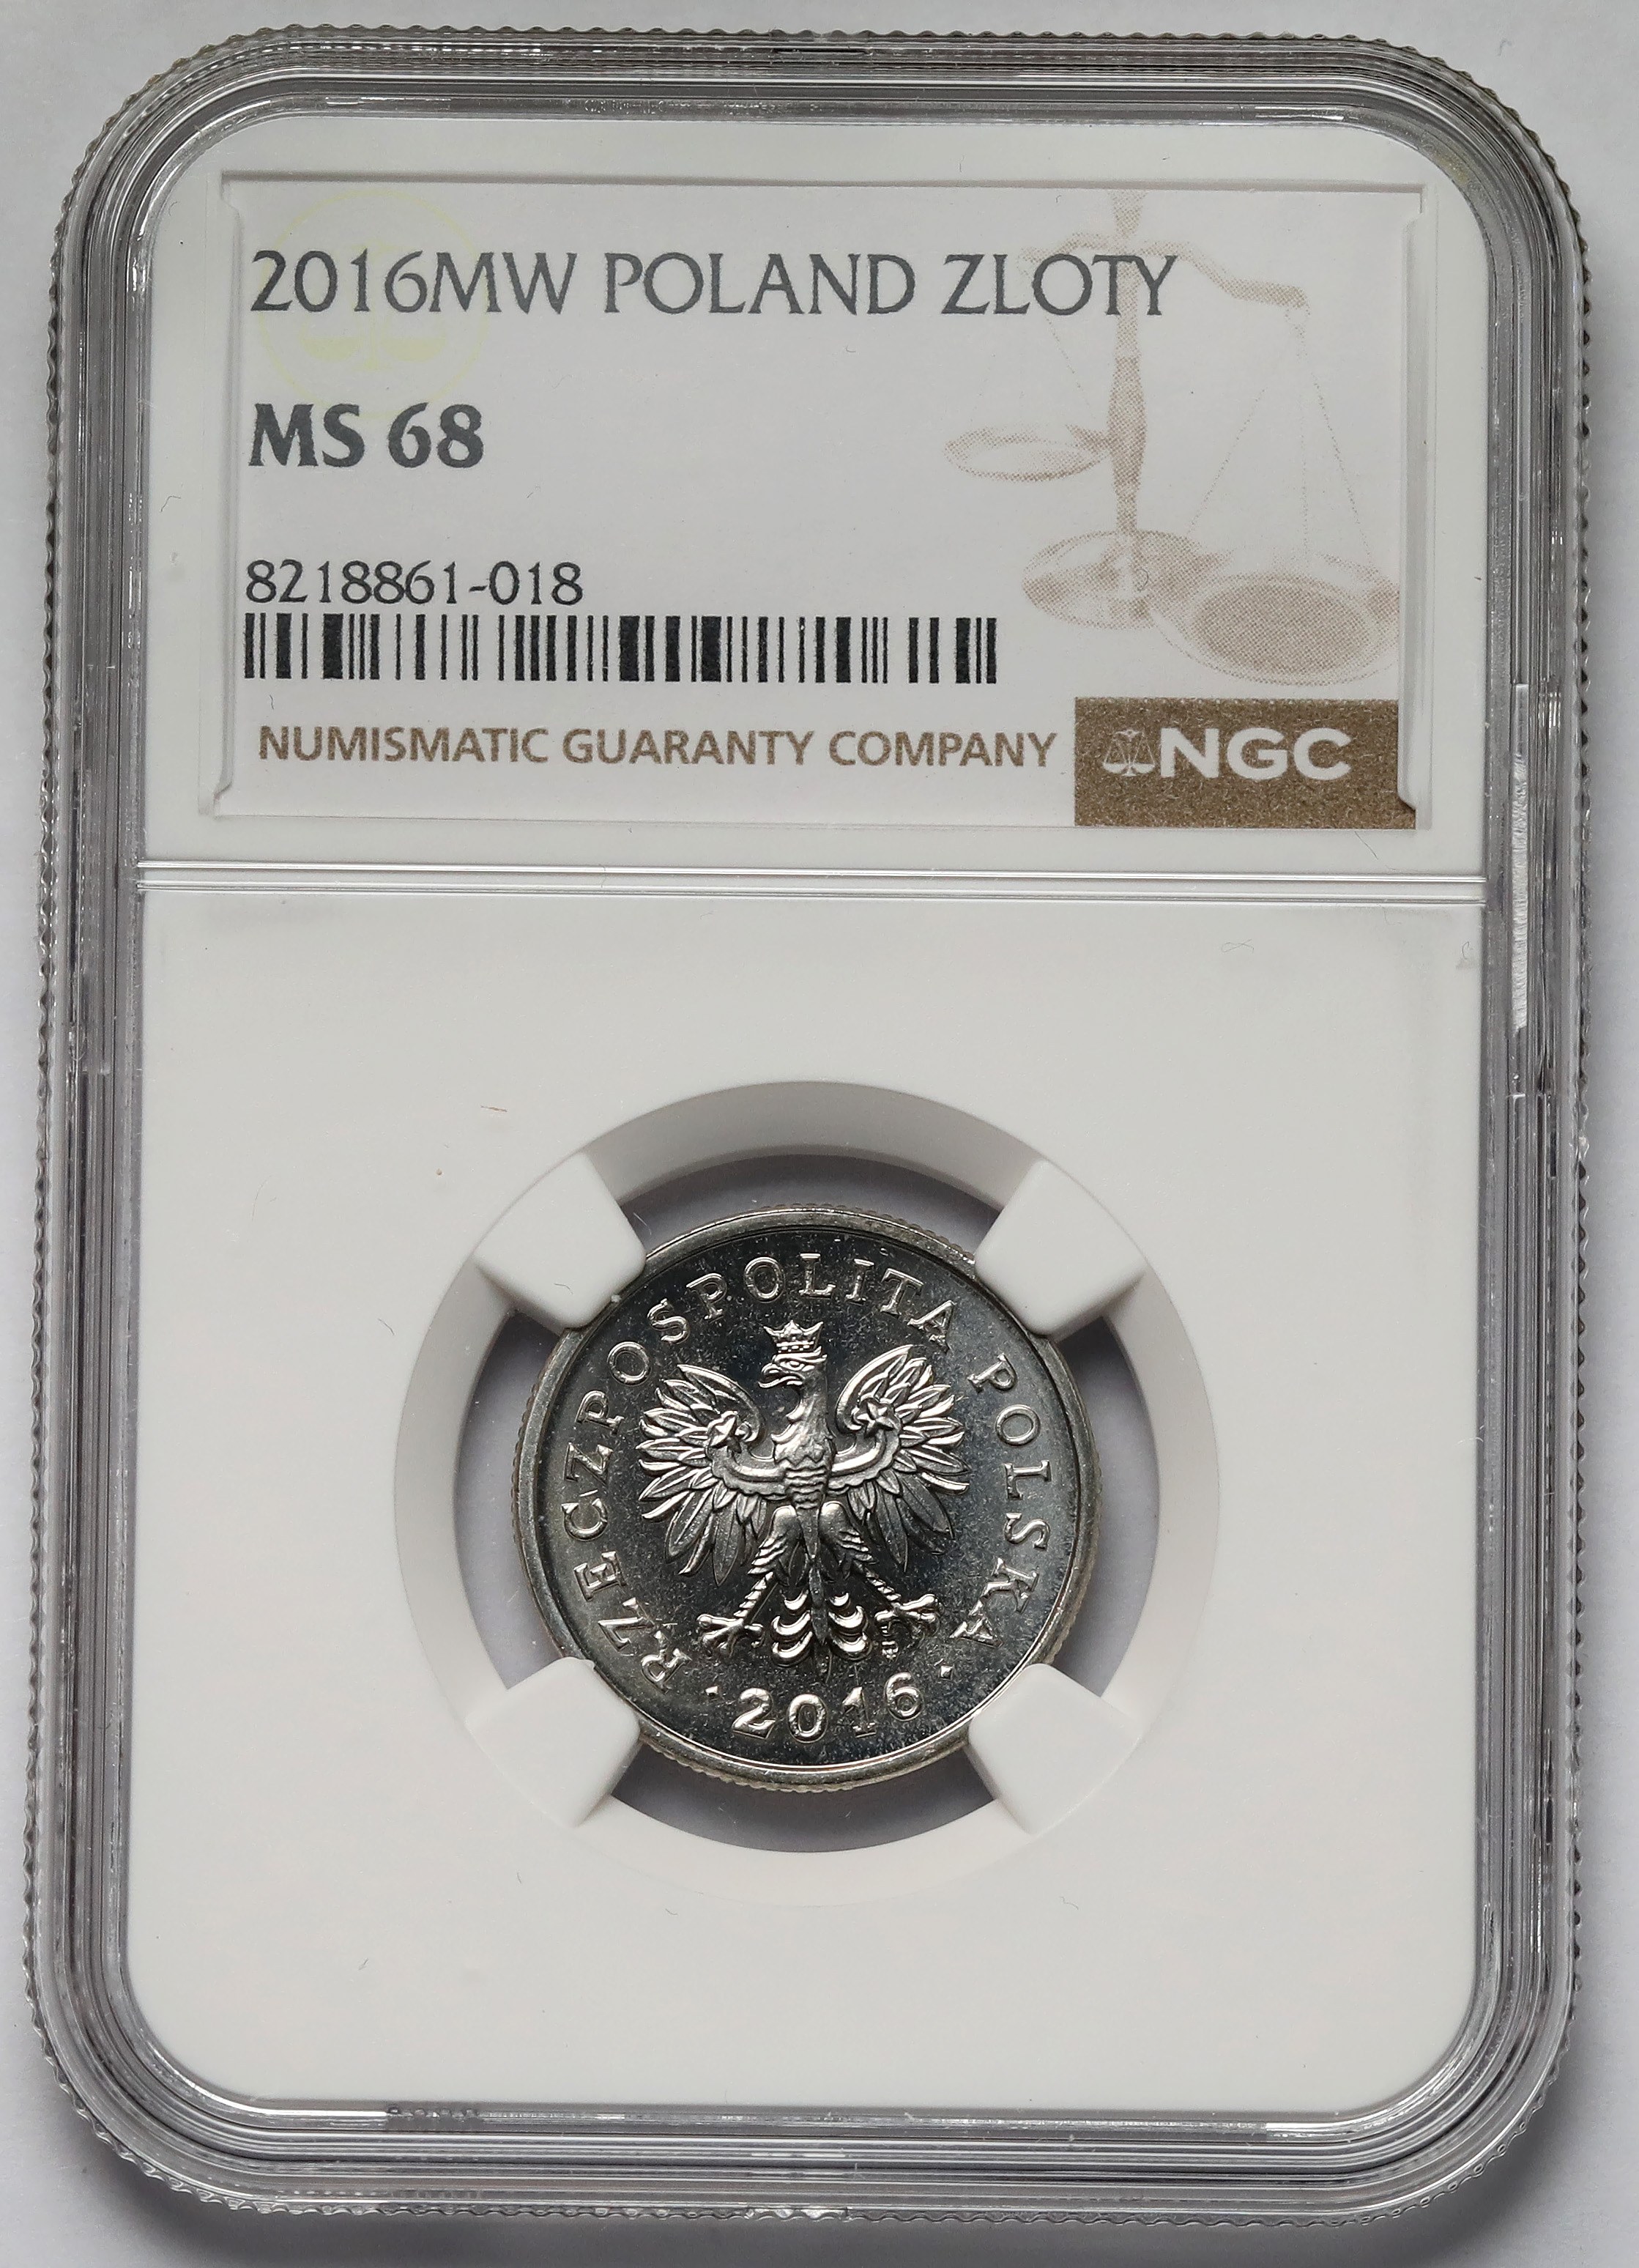 2016MW POLAND ZLOTY
MS 68
8218861-018
NUMISMATIC GUARANTY COMPANY
NGC
RZECZPOSPOLITA POLSKA
· 2016 ·